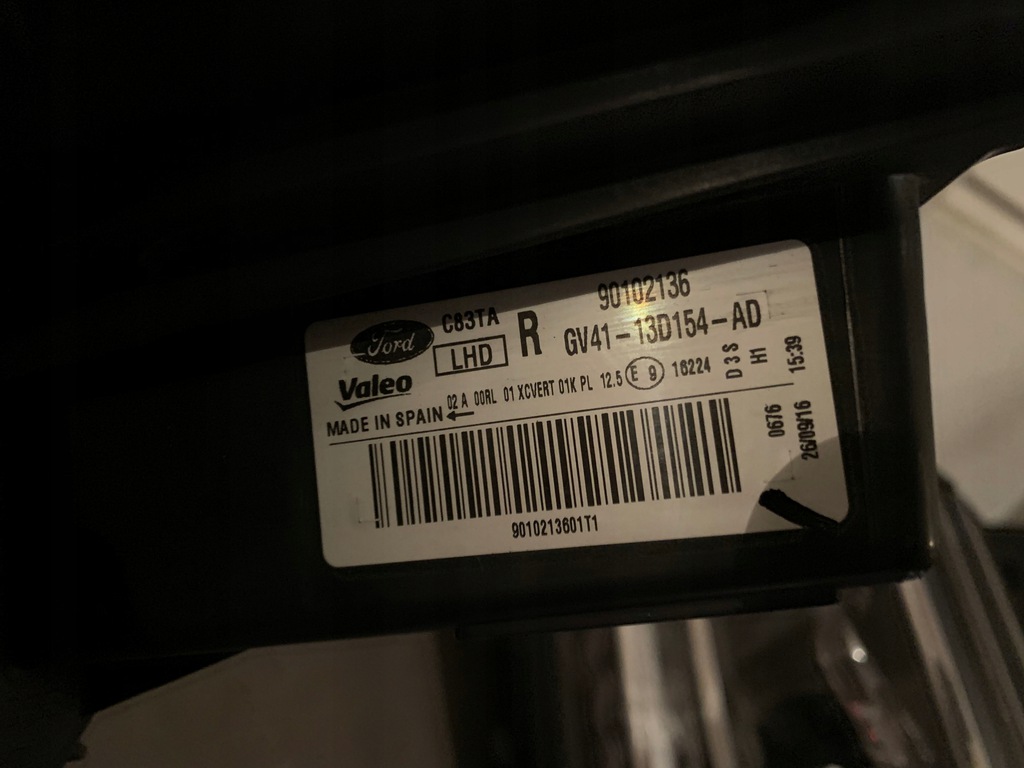 90102136
Ford C83TA R GV41-13D154-AD
LHD
Valeo
02 A 00RL 01 XCVERT 01K PL 12.5 E 9 16224
D3S
H1
15:39
MADE IN SPAIN
0676
26/09/16
9010213601T1